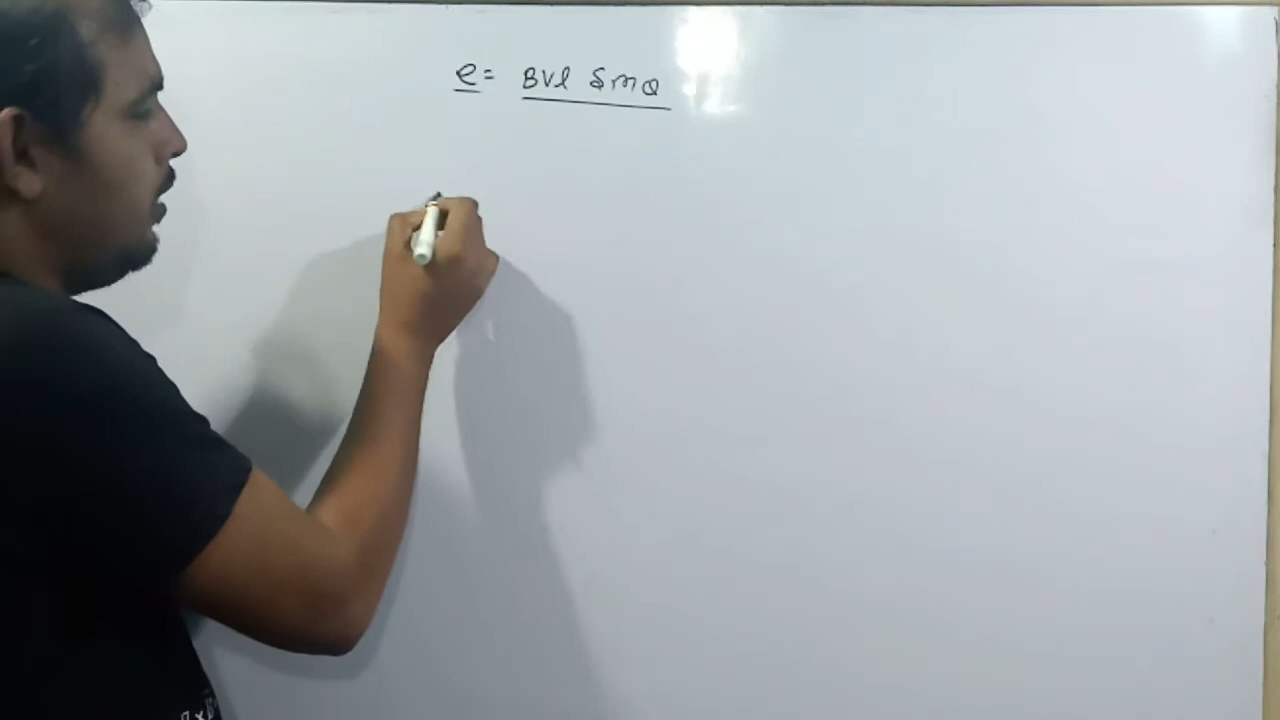 e = BVl Sinθ